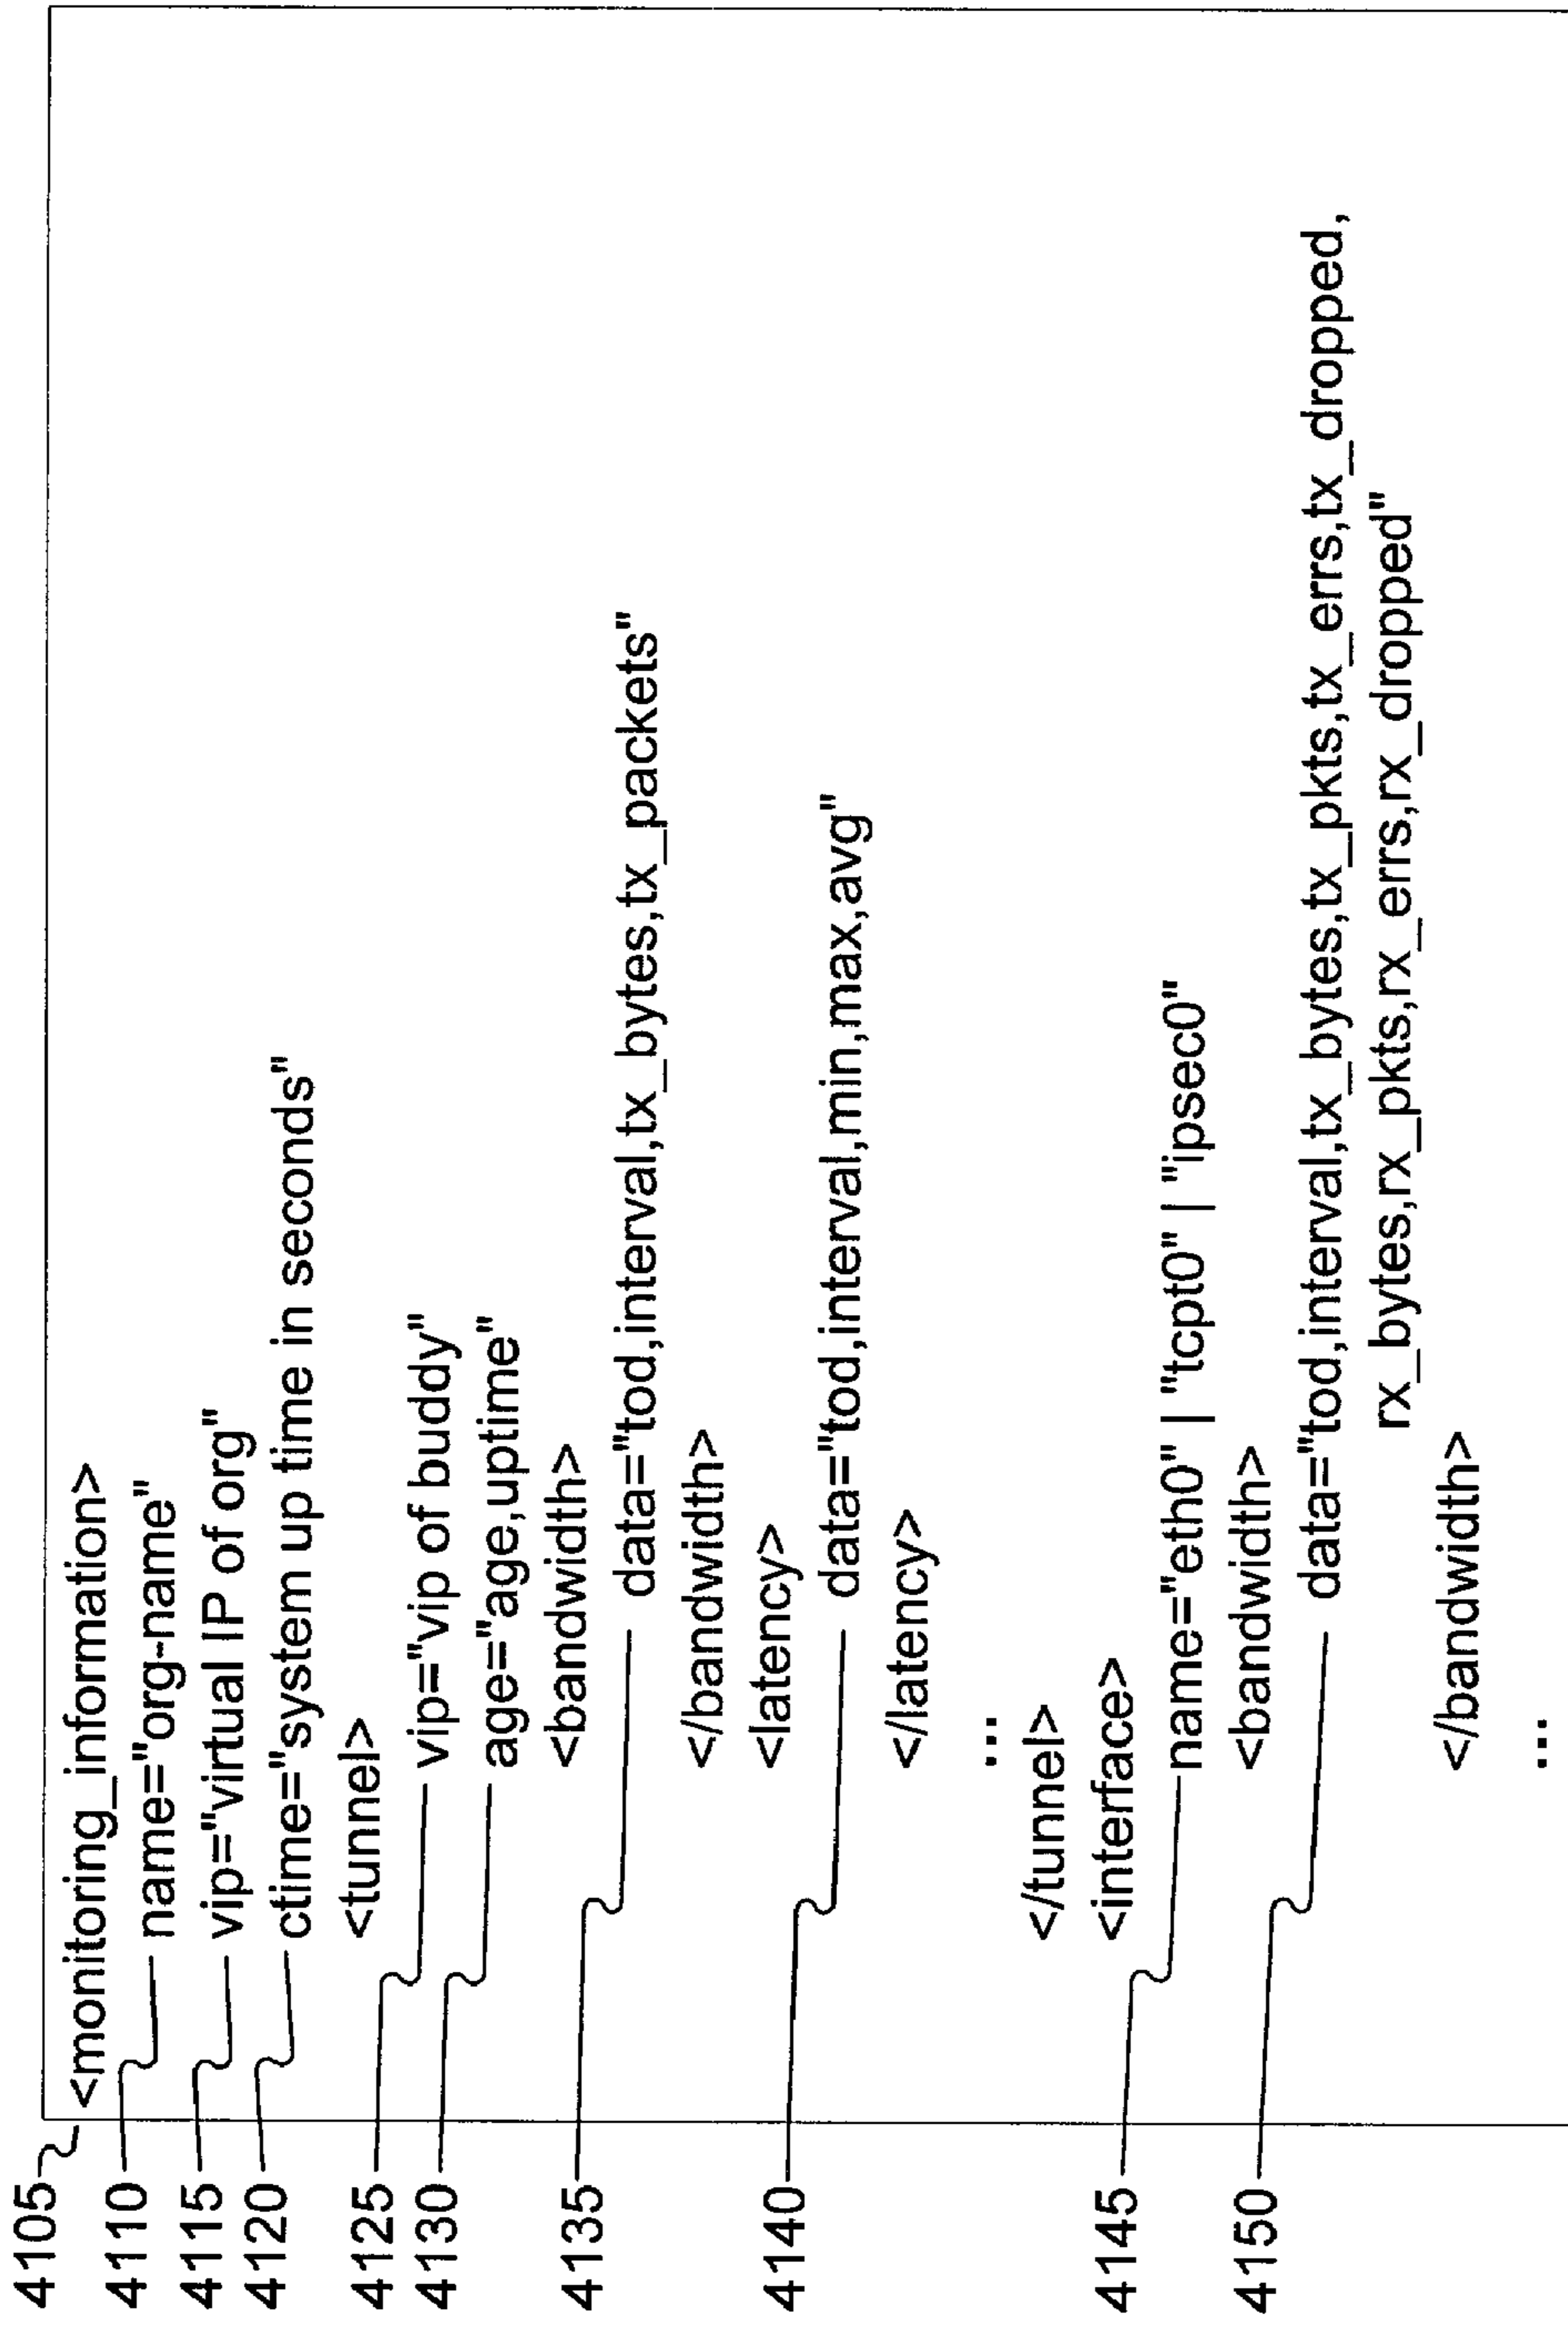 4105 <monitoring_information>
4110 name="org-name"
4115 vip="virtual IP of org"
4120 ctime="system up time in seconds"
<tunnel>
4125 vip="vip of buddy"
4130 age="age,uptime"
<bandwidth>
4135 data="tod,interval,tx_bytes,tx_packets"
</bandwidth>
<latency>
4140 data="tod,interval,min,max,avg"
</latency>
...
</tunnel>
<interface>
4145 name="eth0" | "tcpt0" | "ipsec0"
<bandwidth>
4150 data="tod,interval,tx_bytes,tx_pkts,tx_errs,tx_dropped,
rx_bytes,rx_pkts,rx_errs,rx_dropped"
</bandwidth>
...